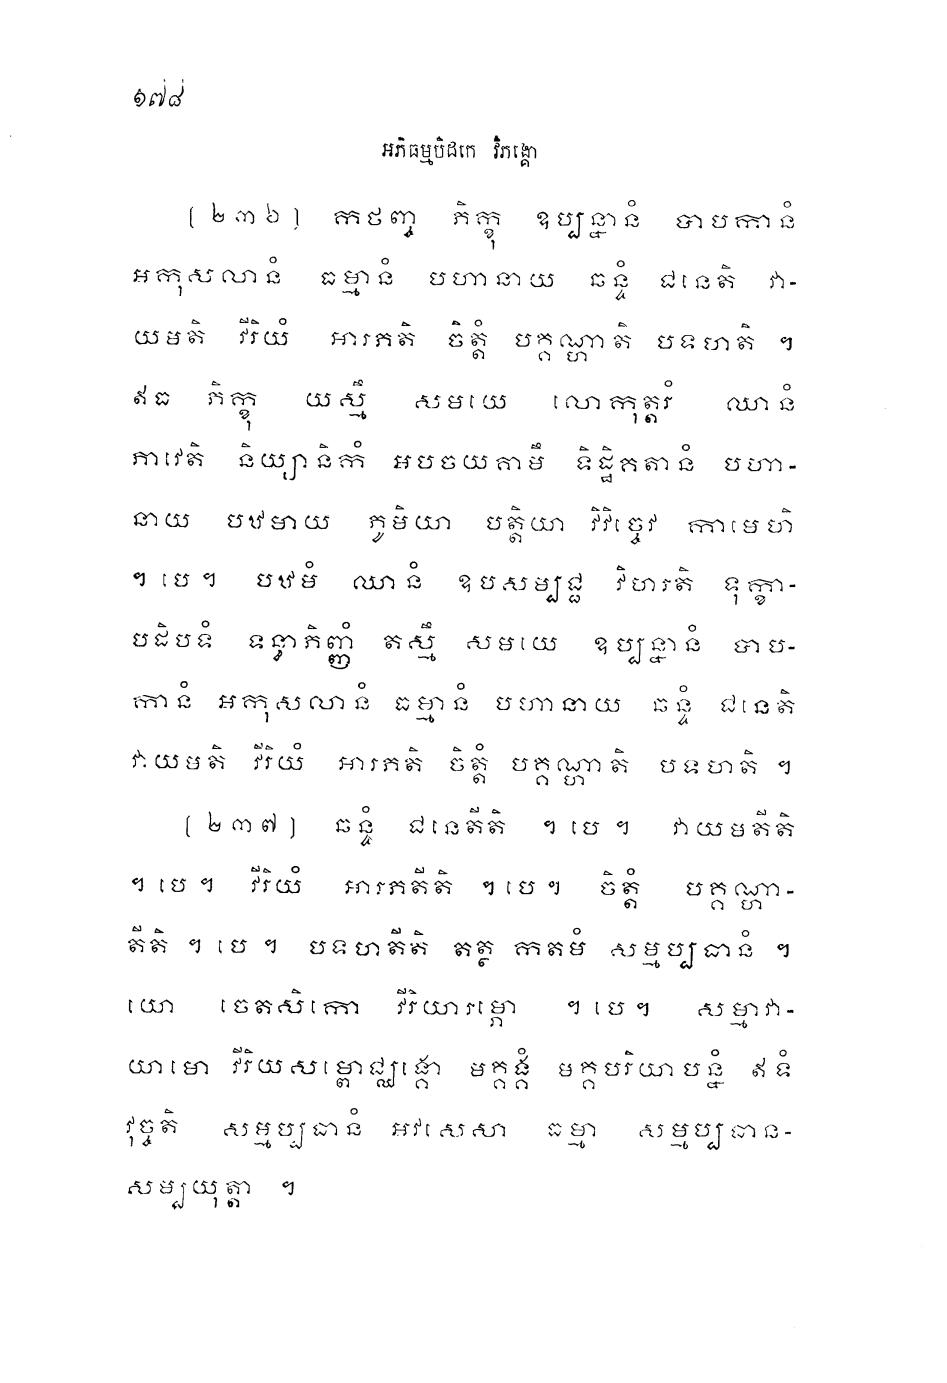 ១៧៨
អភិធម្មបិដកេ វិភង្គោ
[២៣៦] កថញ្ច ភិក្ខុ ឧប្បន្នានំ បាបកានំ
អកុសលានំ ធម្មានំ បហានាយ ឆន្ទំ ជនេតិ វា-
យមតិ វីរិយំ អារភតិ ចិត្តំ បគ្គណ្ហាតិ បទហតិ ។
ឥធ ភិក្ខុ យស្មឹ សមយេ លោកុត្តរំ ឈានំ
ភាវេតិ និយ្យានិកំ អបចយគាមឹ ទិដ្ឋិគតានំ បហា-
នាយ បឋមាយ ភូមិយា បត្តិយា វិវិច្ចេវ កាមេហិ
។ បេ ។ បឋមំ ឈានំ ឧបសម្បជ្ជ វិហរតិ ទុក្ខា-
បដិបទំ ទន្ធាភិញ្ញំ តស្មឹ សមយេ ឧប្បន្នានំ បាប-
កានំ អកុសលានំ ធម្មានំ បហានាយ ឆន្ទំ ជនេតិ
វាយមតិ វីរិយំ អារភតិ ចិត្តំ បគ្គណ្ហាតិ បទហតិ ។
[២៣៧] ឆន្ទំ ជនេតីតិ ។ បេ ។ វាយមតីតិ
។ បេ ។ វីរិយំ អារភតីតិ ។ បេ ។ ចិត្តំ បគ្គណ្ហា-
តីតិ ។ បេ ។ បទហតីតិ តត្ថ កាតមំ សម្មប្បធានំ ។
យោ ចេតសិកោ វីរិយារម្ភោ ។ បេ ។ សម្មាវា-
យាមោ វីរិយសម្ពោជ្ឈង្គោ មគ្គង្គំ មគ្គបរិយាបន្នំ ឥទំ
វុច្ចតិ សម្មប្បធានំ អវសេសា ធម្មា សម្មប្បធាន-
សម្បយុត្តា ។